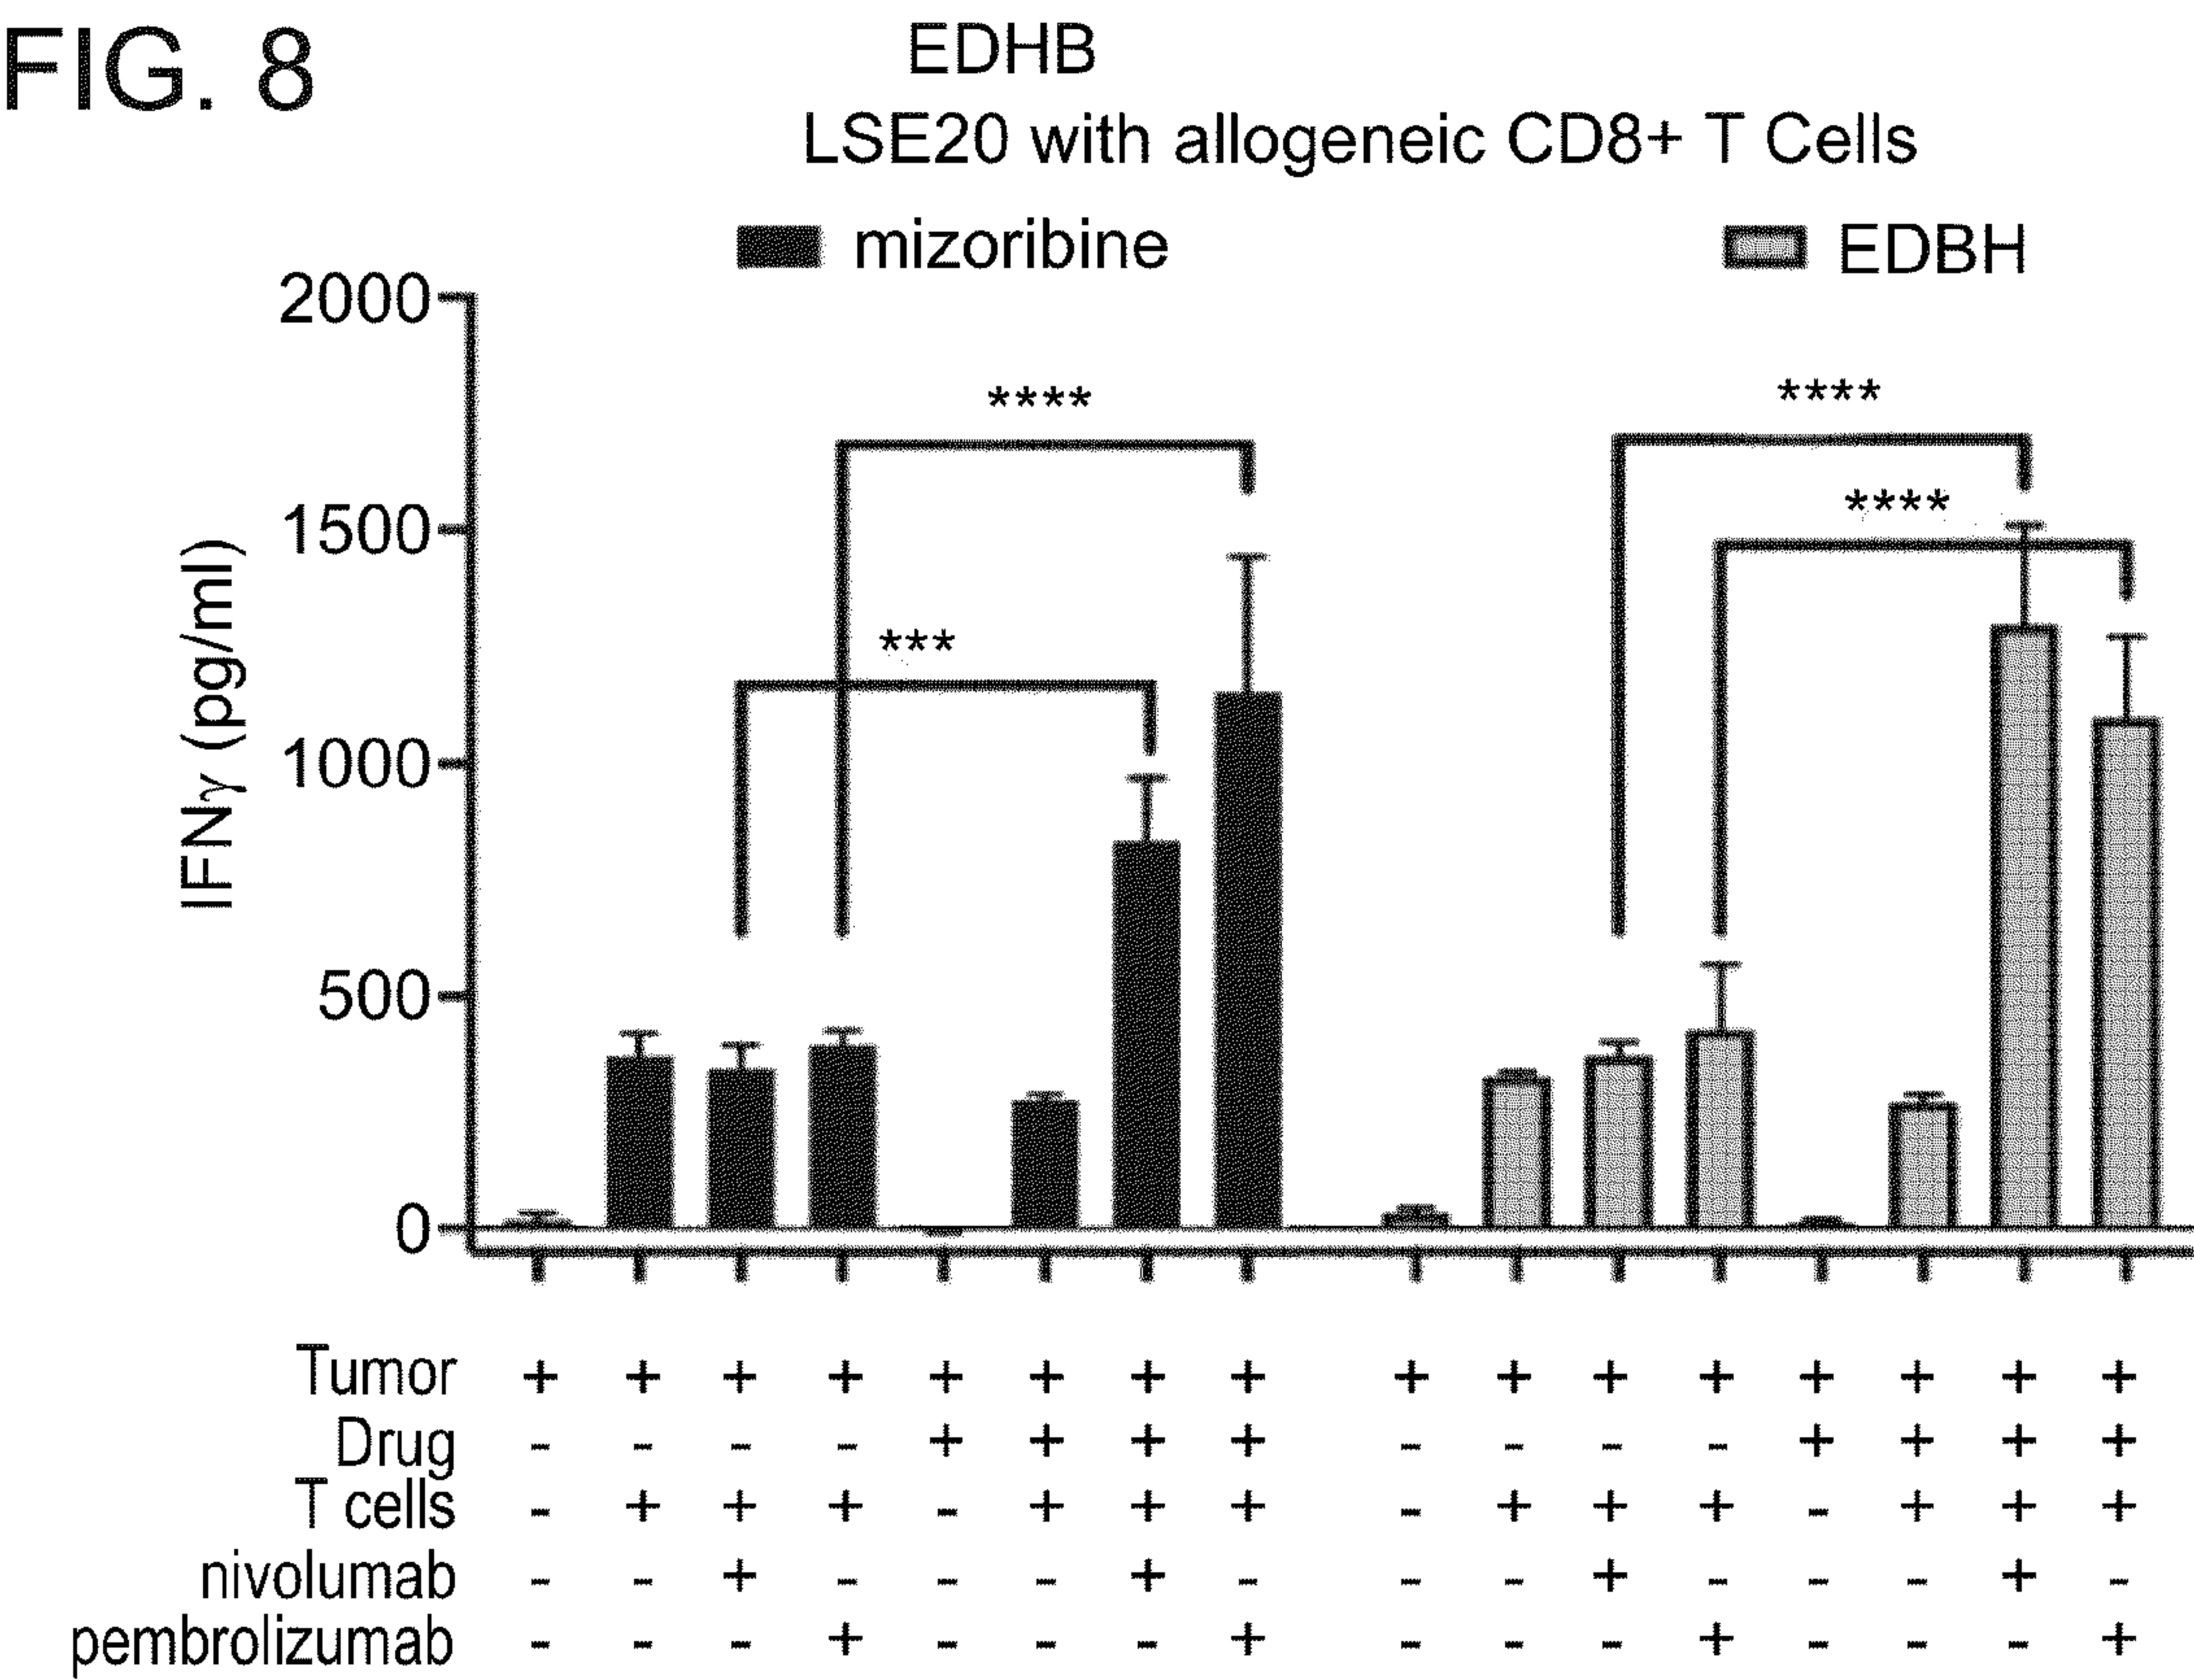 FIG. 8
EDHB
LSE20 with allogeneic CD8+ T Cells
mizoribine
EDBH
IFNγ (pg/ml)
2000
1500
1000
500
0
****
***
****
****
Tumor + + + + + + + + + + + + + + + +
Drug - - - - + + + + - - - - + + + +
T cells - + + + - + + + - + + + - + + +
nivolumab - - + - - - + - - - + - - - + -
pembrolizumab - - - + - - - + - - - + - - - +